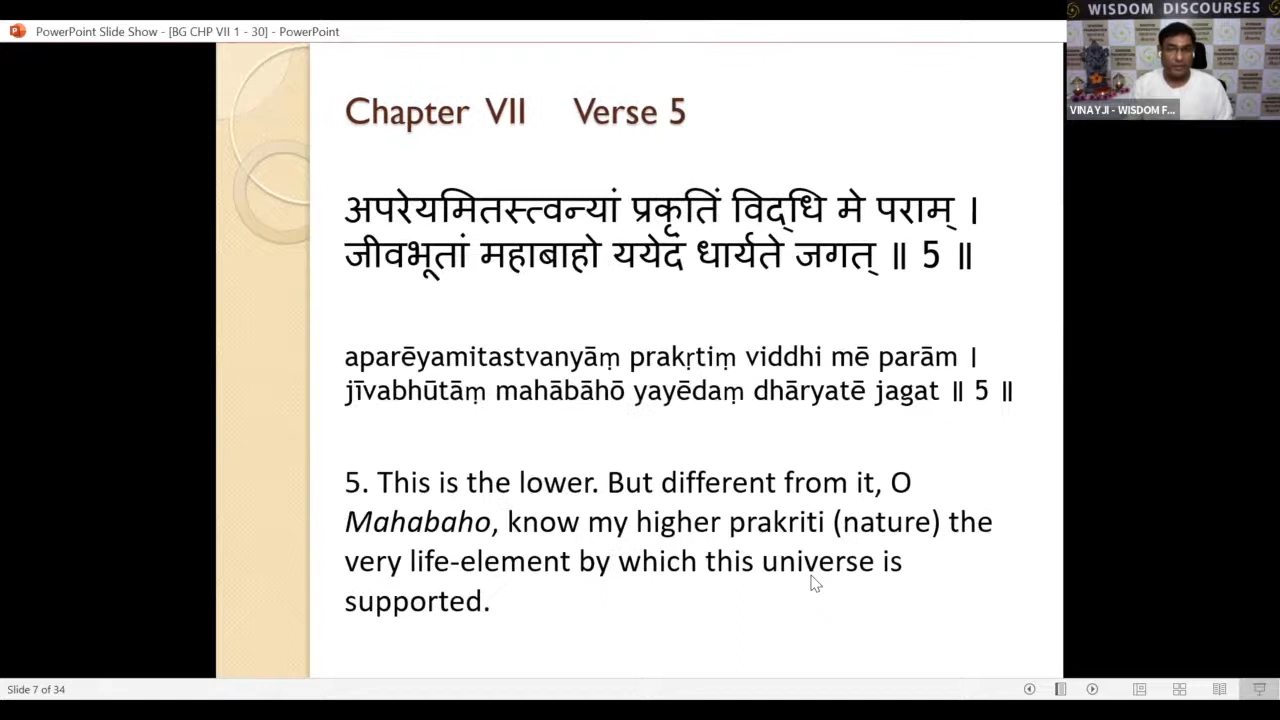 WISDOM DISCOURSES
PowerPoint Slide Show - [BG CHP VII 1 - 30] - PowerPoint
VINAYJI - WISDOM F...
Chapter VII Verse 5
अपरेयमितस्त्वन्यां प्रकृतिं विद्धि मे पराम् ।
जीवभूतां महाबाहो ययेदं धार्यते जगत् ॥ 5 ॥
aparēyamitastvanyāṃ prakṛtiṃ viddhi mē parām ।
jīvabhūtāṃ mahābāhō yayēdaṃ dhāryatē jagat ॥ 5 ॥
5. This is the lower. But different from it, O
Mahabaho, know my higher prakriti (nature) the
very life-element by which this universe is
supported.
Slide 7 of 34